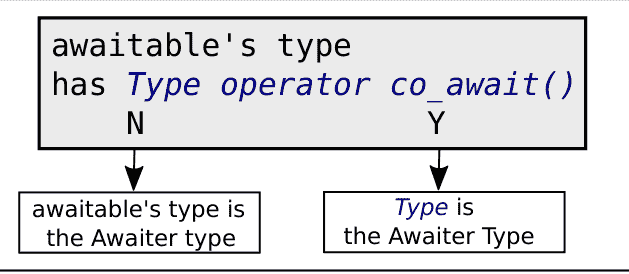 awaitable's type
has Type operator co_await()
N Y
awaitable's type is
the Awaiter type
Type is
the Awaiter Type